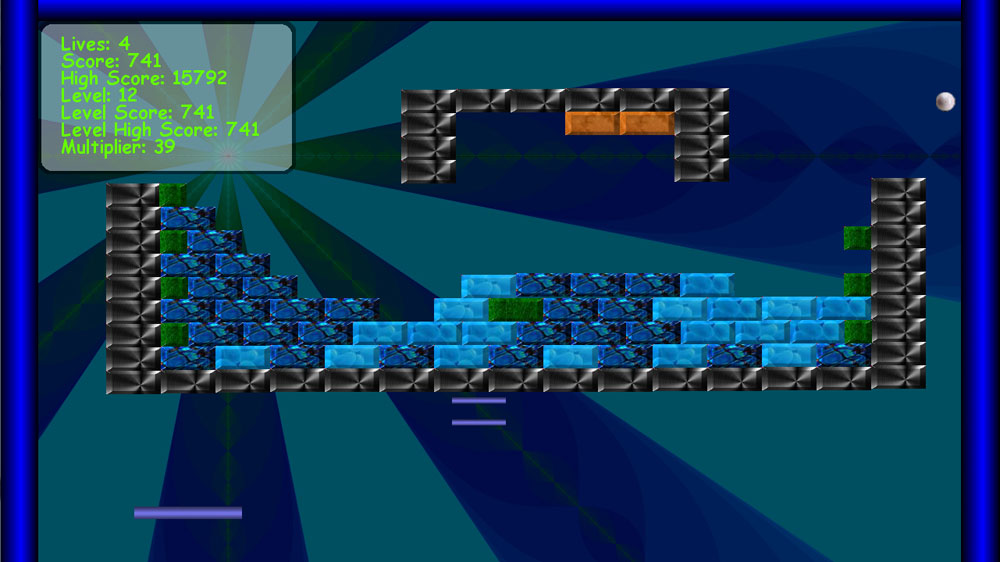 Lives: 4
Score: 741
High Score: 15792
Level: 12
Level Score: 741
Level High Score: 741
Multiplier: 39